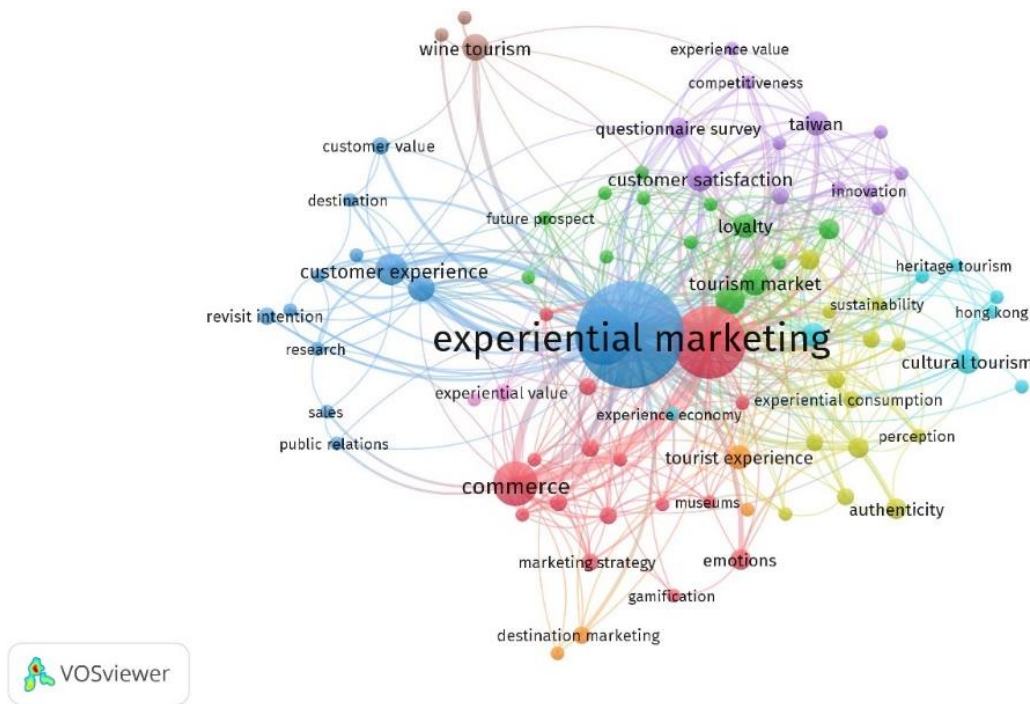 wine tourism
experience value
competitiveness
questionnaire survey
taiwan
customer value
customer satisfaction
innovation
destination
future prospect
loyalty
customer experience
heritage tourism
tourism market
sustainability
hong kong
revisit intention
experiential marketing
research
cultural tourism
experiential value
experiential consumption
sales
experience economy
perception
public relations
tourist experience
commerce
museums
authenticity
marketing strategy
emotions
gamification
destination marketing
VOSviewer